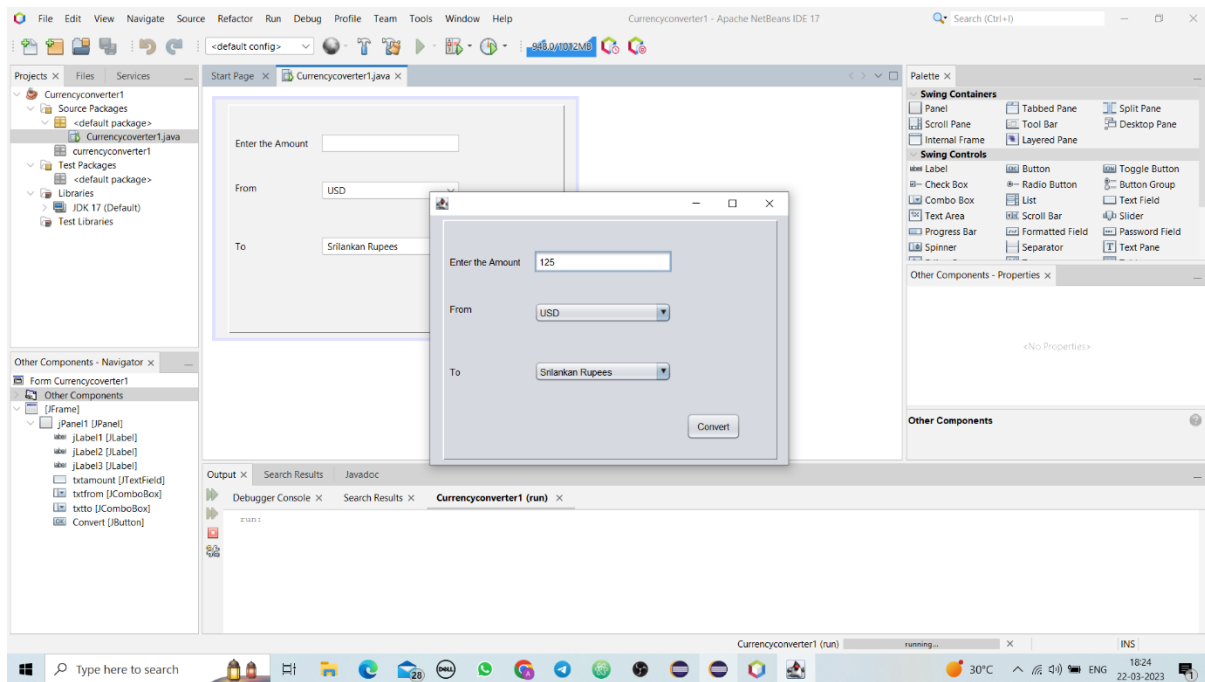 File Edit View Navigate Source Refactor Run Debug Profile Team Tools Window Help
Currencyconverter1 - Apache NetBeans IDE 17
Search (Ctrl+I)
<default config>
948.0/1012MB
Projects Files Services
Currencyconverter1
Source Packages
<default package>
Currencycoverter1.java
currencyconverter1
Test Packages
<default package>
Libraries
JDK 17 (Default)
Test Libraries
Start Page Currencycoverter1.java
Enter the Amount
From USD
To Srilankan Rupees
Enter the Amount 125
From USD
To Srilankan Rupees
Convert
Palette
Swing Containers
Panel Tabbed Pane Split Pane
Scroll Pane Tool Bar Desktop Pane
Internal Frame Layered Pane
Swing Controls
Label Button Toggle Button
Check Box Radio Button Button Group
Combo Box List Text Field
Text Area Scroll Bar Slider
Progress Bar Formatted Field Password Field
Spinner Separator Text Pane
Other Components - Properties
<No Properties>
Other Components
Other Components - Navigator
Form Currencycoverter1
Other Components
[JFrame]
jPanel1 [JPanel]
jLabel1 [JLabel]
jLabel2 [JLabel]
jLabel3 [JLabel]
txtamount [JTextField]
txtfrom [JComboBox]
txtto [JComboBox]
Convert [JButton]
Output Search Results Javadoc
Debugger Console Search Results Currencyconverter1 (run)
run:
Currencyconverter1 (run) running... INS
Type here to search
28
DELL
30°C
ENG
18:24
22-03-2023
1